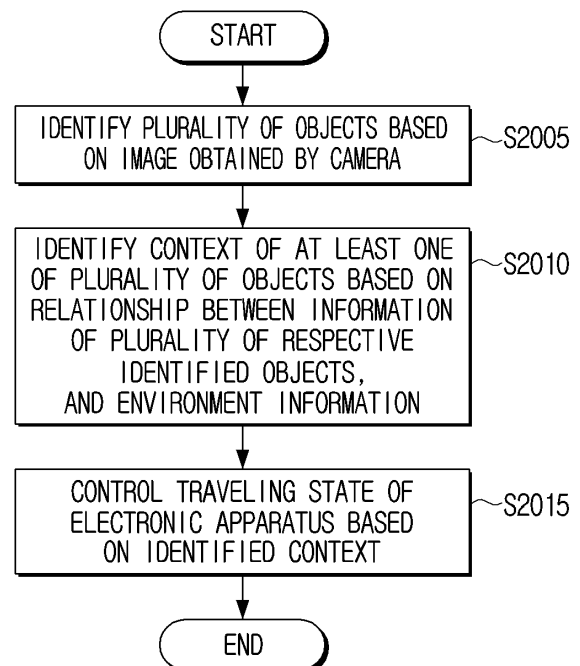 START
IDENTIFY PLURALITY OF OBJECTS BASED
ON IMAGE OBTAINED BY CAMERA
S2005
IDENTIFY CONTEXT OF AT LEAST ONE
OF PLURALITY OF OBJECTS BASED ON
RELATIONSHIP BETWEEN INFORMATION
OF PLURALITY OF RESPECTIVE
IDENTIFIED OBJECTS,
AND ENVIRONMENT INFORMATION
S2010
CONTROL TRAVELING STATE OF
ELECTRONIC APPARATUS BASED
ON IDENTIFIED CONTEXT
S2015
END